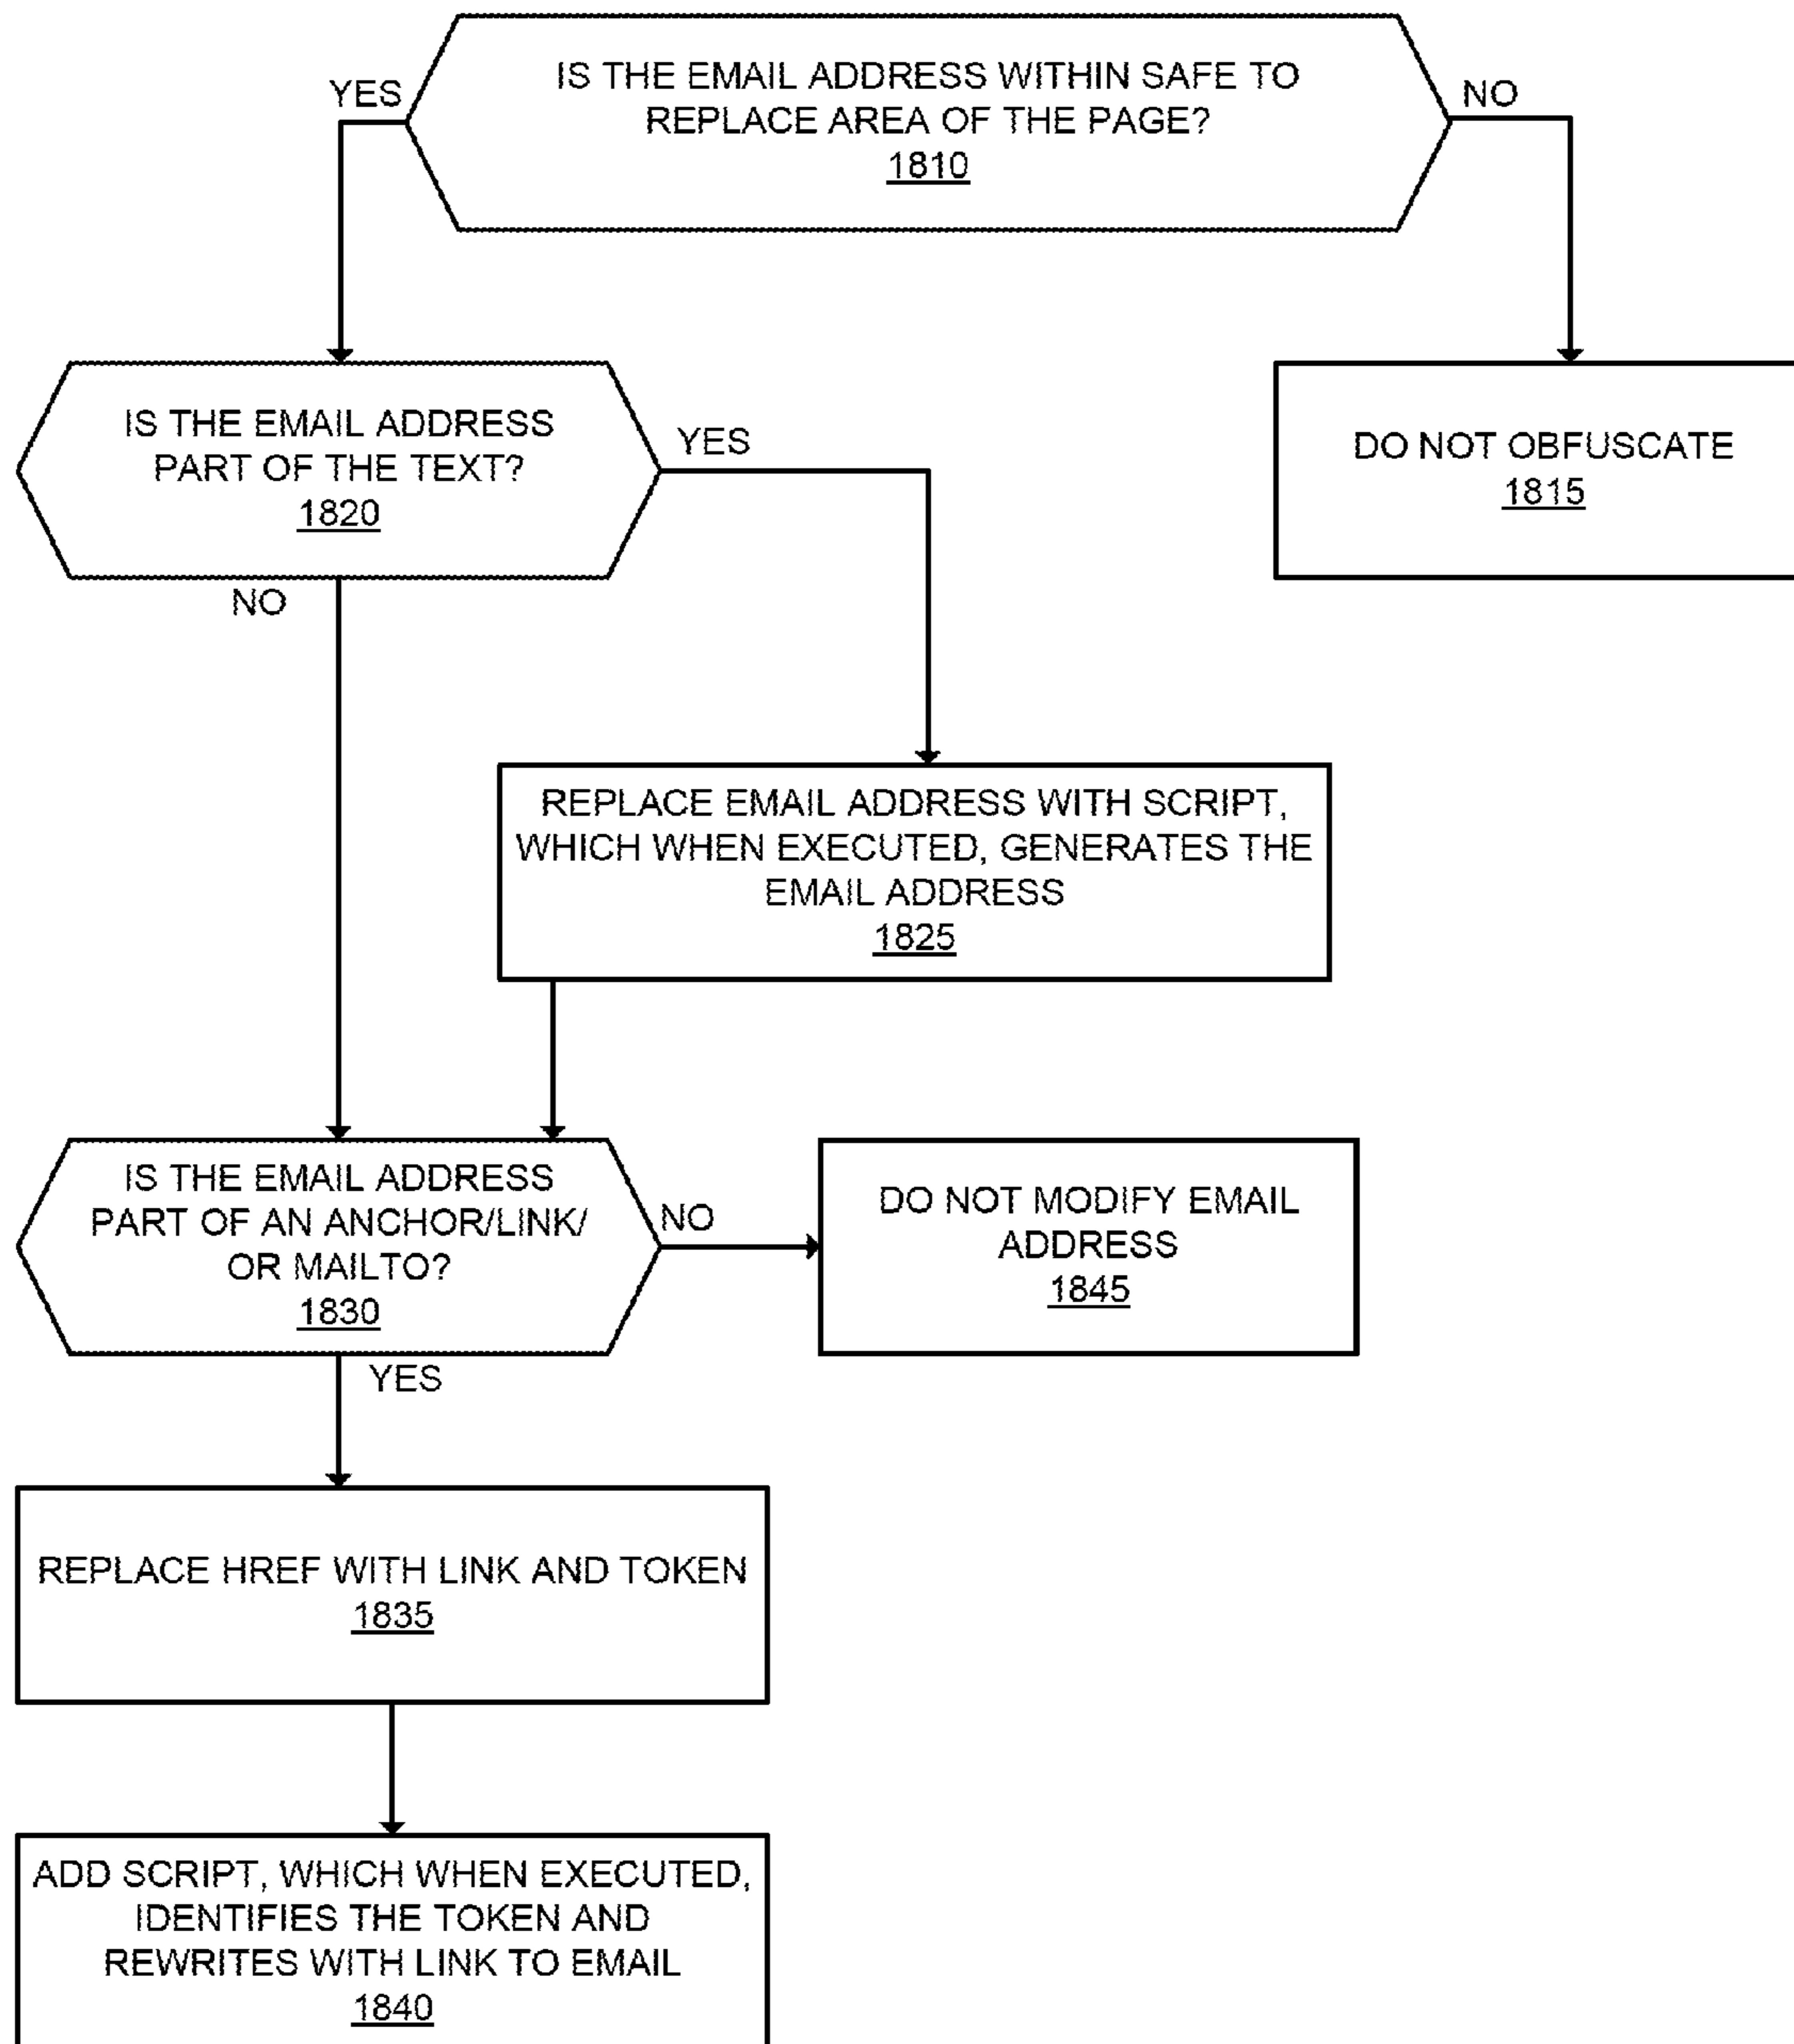 IS THE EMAIL ADDRESS WITHIN SAFE TO
REPLACE AREA OF THE PAGE?
1810
YES
NO
IS THE EMAIL ADDRESS
PART OF THE TEXT?
1820
YES
NO
DO NOT OBFUSCATE
1815
REPLACE EMAIL ADDRESS WITH SCRIPT,
WHICH WHEN EXECUTED, GENERATES THE
EMAIL ADDRESS
1825
IS THE EMAIL ADDRESS
PART OF AN ANCHOR/LINK/
OR MAILTO?
1830
NO
YES
DO NOT MODIFY EMAIL
ADDRESS
1845
REPLACE HREF WITH LINK AND TOKEN
1835
ADD SCRIPT, WHICH WHEN EXECUTED,
IDENTIFIES THE TOKEN AND
REWRITES WITH LINK TO EMAIL
1840